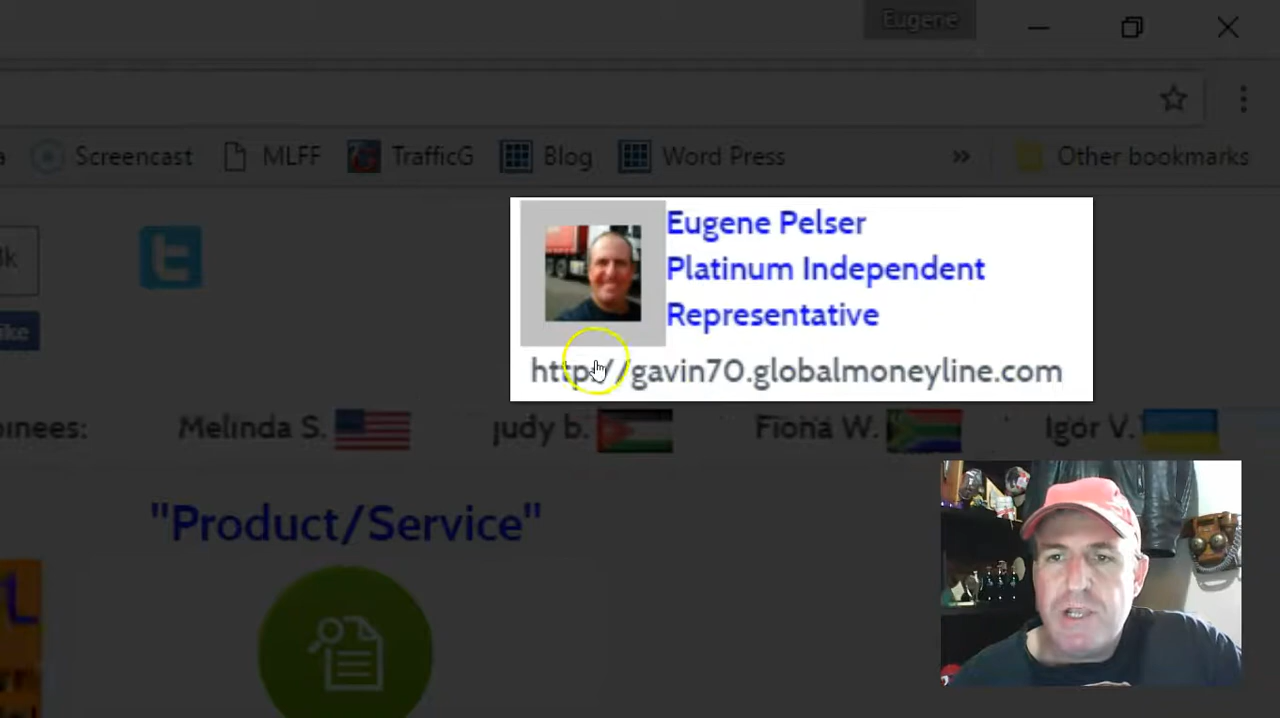 Eugene
Screencast MLFF TrafficG Blog Word Press » Other bookmarks
Eugene Pelser
Platinum Independent
Representative
http://gavin70.globalmoneyline.com
Melinda S. judy b. Fiona W. Igor V.
"Product/Service"